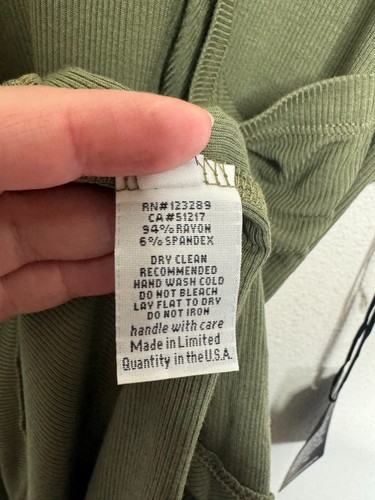 RN#123289
CA#51217
94% RAYON
6% SPANDEX
DRY CLEAN
RECOMMENDED
HAND WASH COLD
DO NOT BLEACH
LAY FLAT TO DRY
DO NOT IRON
handle with care
Made in Limited
Quantity in the U.S.A.